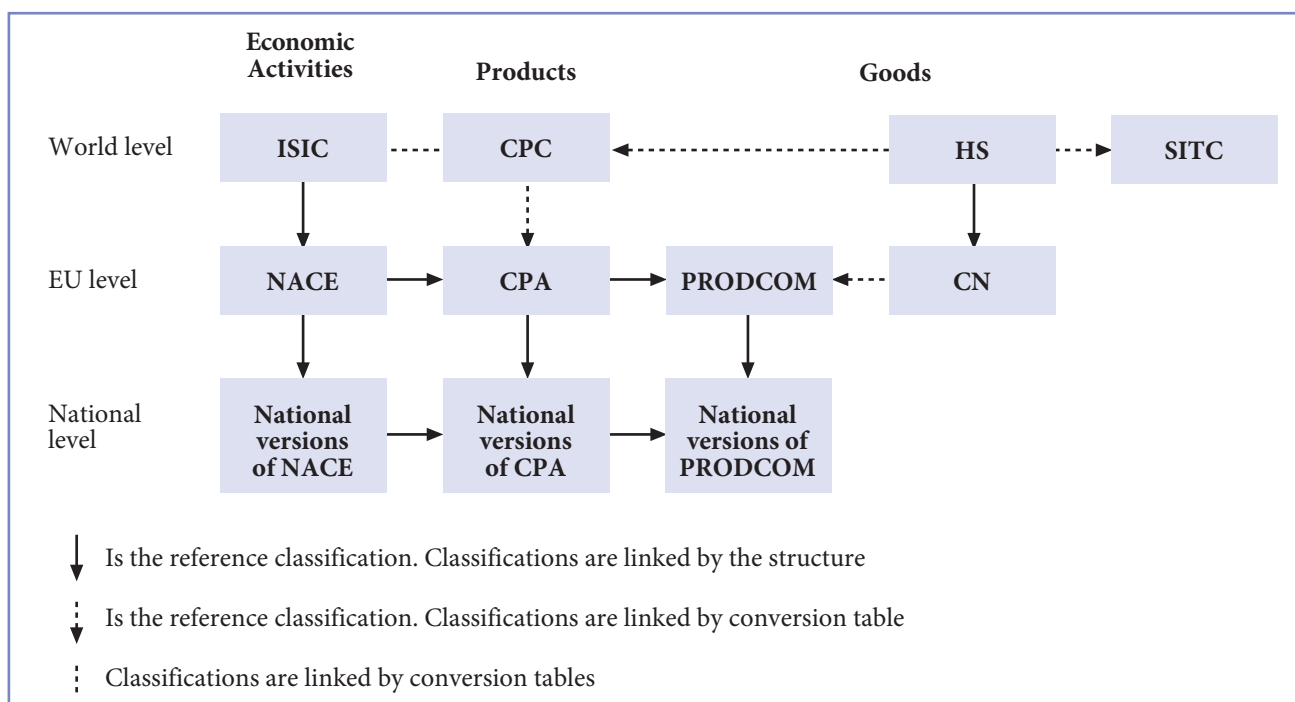 Economic
Activities
Products
Goods
World level
ISIC
CPC
HS
SITC
EU level
NACE
CPA
PRODCOM
CN
National
level
National
versions
of NACE
National
versions
of CPA
National
versions of
PRODCOM
Is the reference classification. Classifications are linked by the structure
Is the reference classification. Classifications are linked by conversion table
Classifications are linked by conversion tables